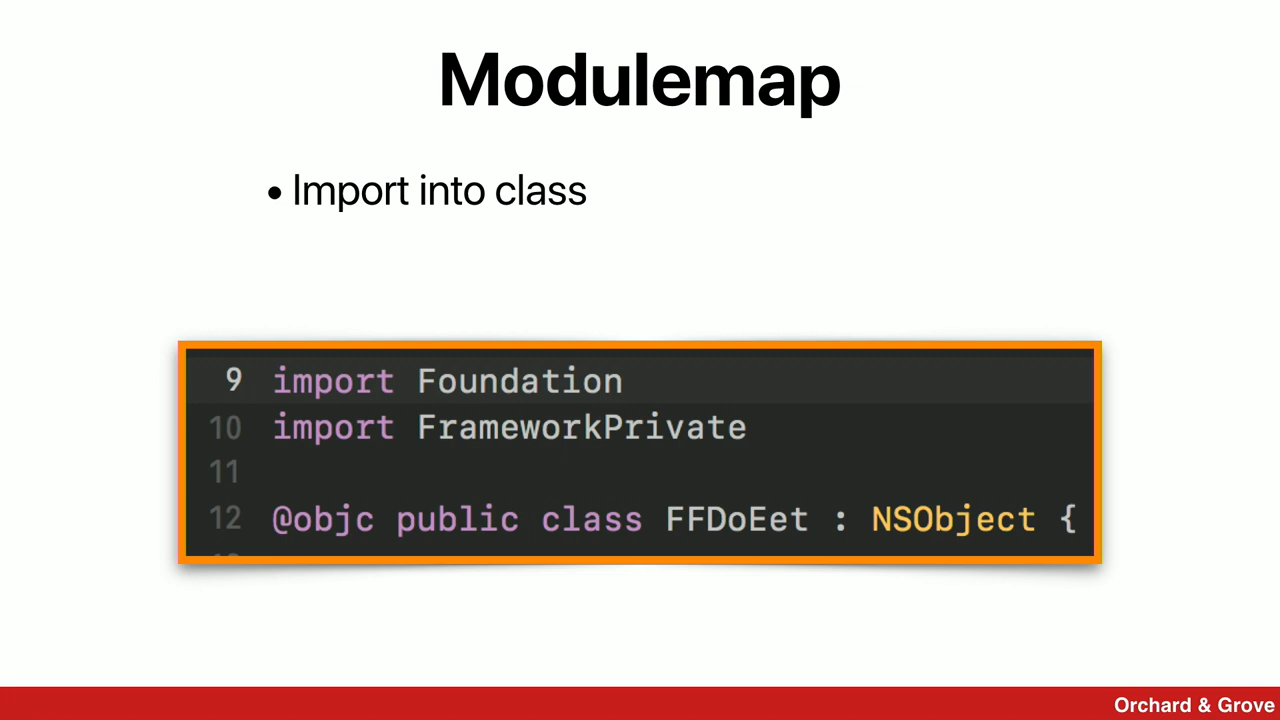 Modulemap
• Import into class
9 import Foundation
10 import FrameworkPrivate
11
12 @objc public class FFDoEet : NSObject {
Orchard & Grove